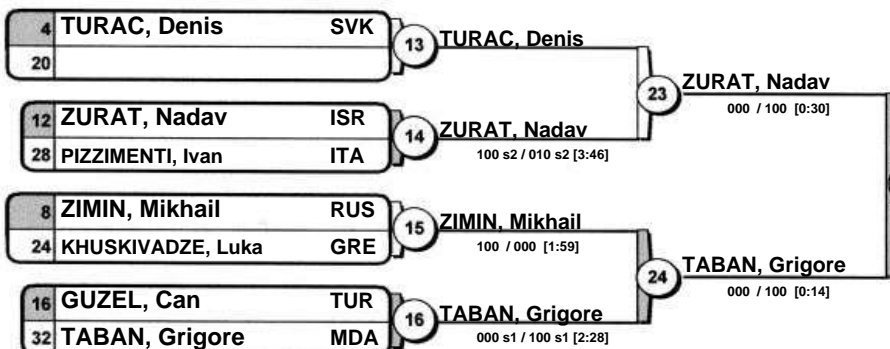 4 TURAC, Denis SVK
20
13 TURAC, Denis
12 ZURAT, Nadav ISR
28 PIZZIMENTI, Ivan ITA
14 ZURAT, Nadav
100 s2 / 010 s2 [3:46]
23 ZURAT, Nadav
000 / 100 [0:30]
8 ZIMIN, Mikhail RUS
24 KHUSKIVADZE, Luka GRE
15 ZIMIN, Mikhail
100 / 000 [1:59]
16 GUZEL, Can TUR
32 TABAN, Grigore MDA
16 TABAN, Grigore
000 s1 / 100 s1 [2:28]
24 TABAN, Grigore
000 / 100 [0:14]